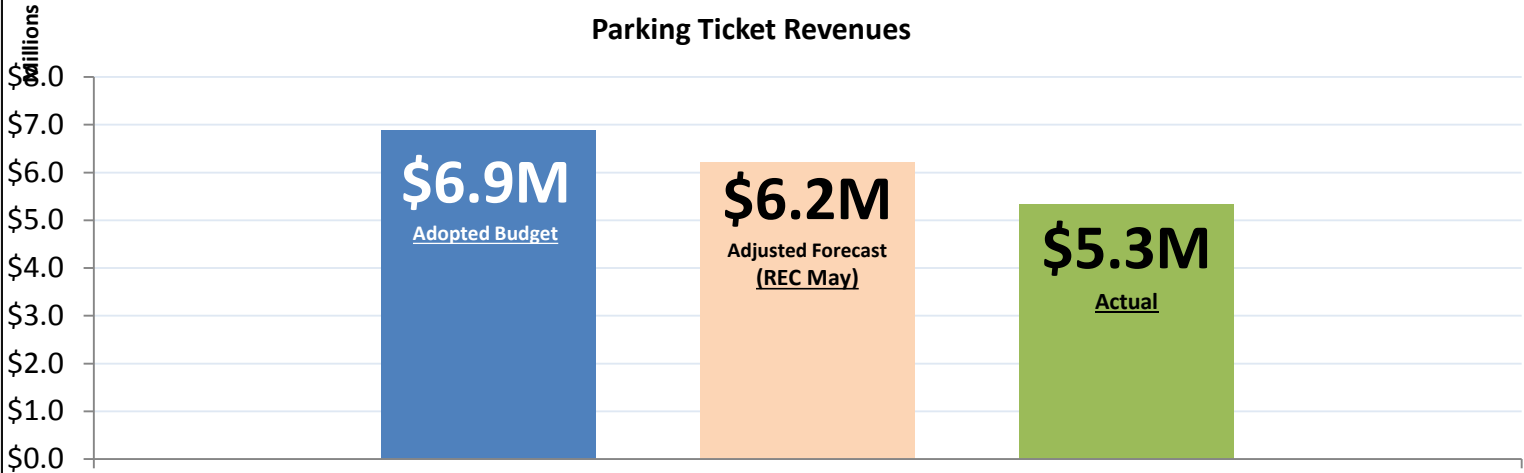 Millions
Parking Ticket Revenues
$8.0
$7.0
$6.0
$5.0
$4.0
$3.0
$2.0
$1.0
$0.0
$6.9M
Adopted Budget
$6.2M
Adjusted Forecast
(REC May)
$5.3M
Actual